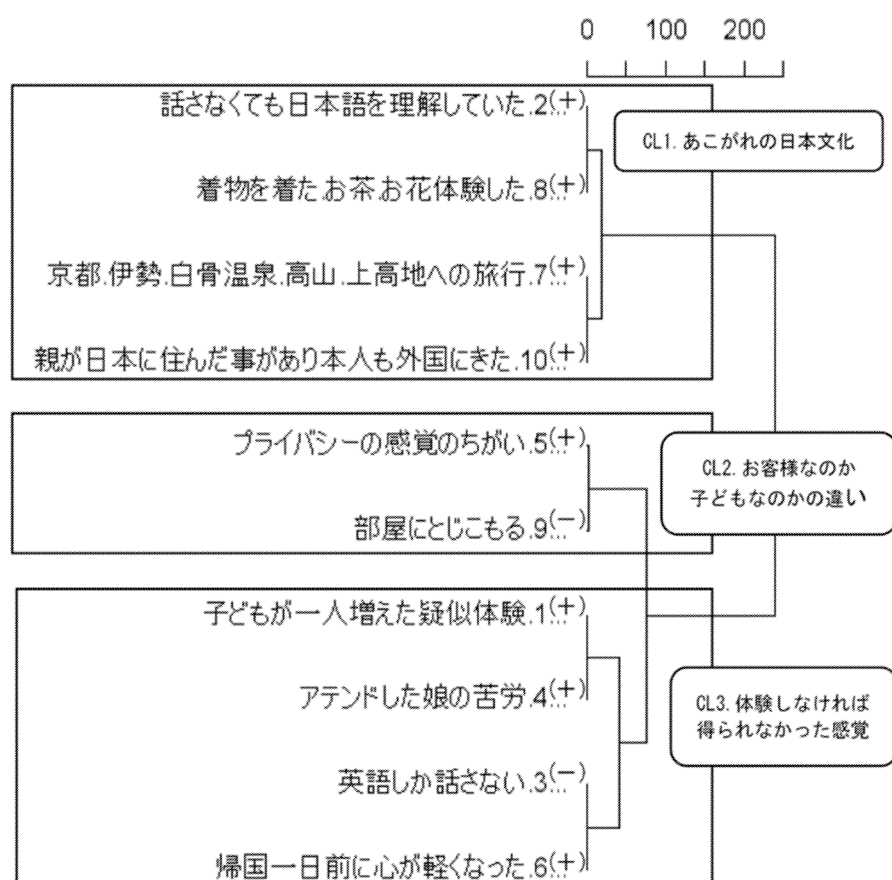 0 100 200
話さなくても日本語を理解していた.2(+)
CL1. あこがれの日本文化
着物を着た.お茶.お花体験した.8(+)
京都.伊勢.白骨温泉.高山.上高地への旅行.7(+)
親が日本に住んだ事があり本人も外国にきた.10(+)
プライバシーの感覚のちがい.5(+)
CL2. お客様なのか
子どもなのかの違い
部屋にとじこもる.9(−)
子どもが一人増えた疑似体験.1(+)
アテンドした娘の苦労.4(+)
CL3. 体験しなければ
得られなかった感覚
英語しか話さない.3(−)
帰国一日前に心が軽くなった.6(+)